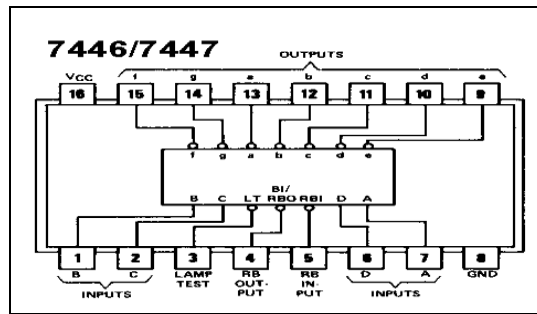 7446/7447
OUTPUTS
VCC f g a b c d e
16 15 14 13 12 11 10 9
f g a b c d e
BI/
B C LT RBO RBI D A
1 2 3 4 5 6 7 8
B C LAMP RB RB D A GND
TEST OUT- IN-
INPUTS PUT PUT INPUTS